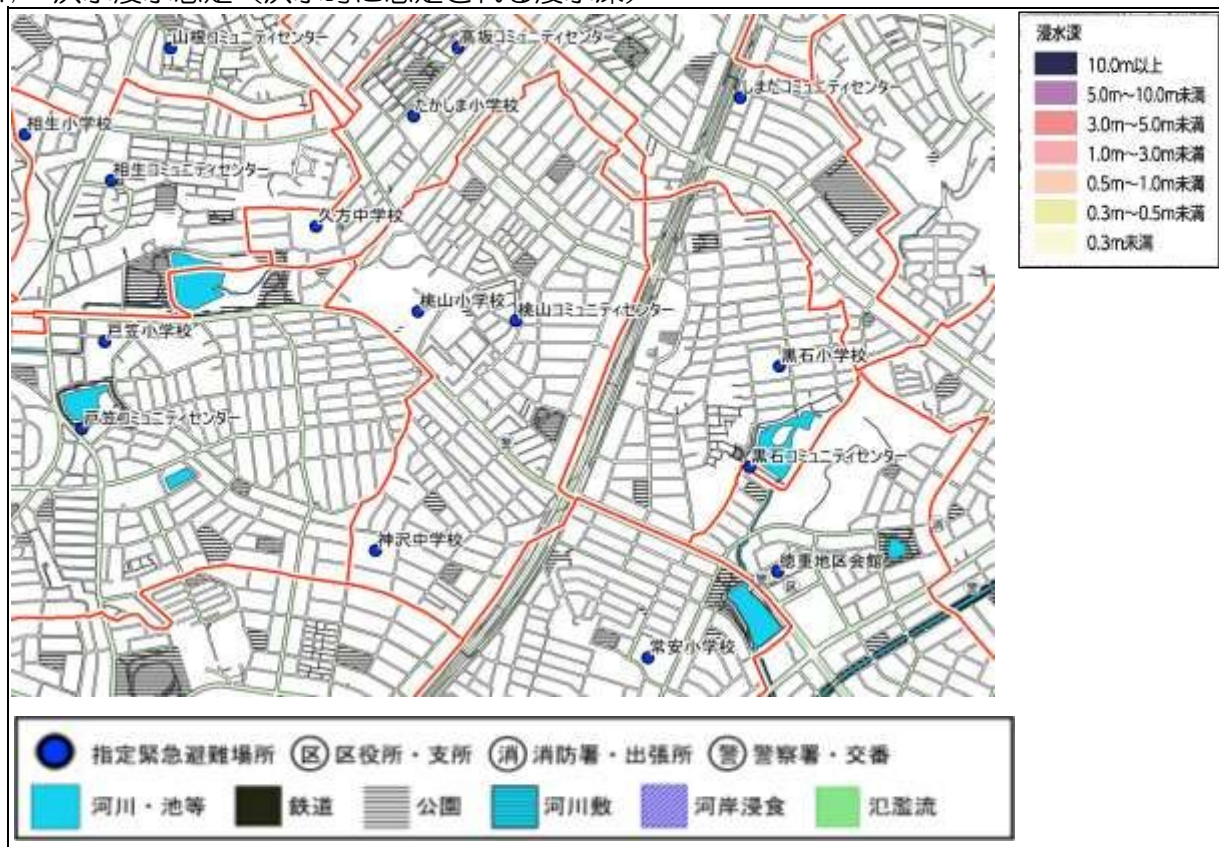 山根コミュニティセンター
高坂コミュニティセンター
しまだコミュニティセンター
たかしま小学校
相生小学校
相生コミュニティセンター
久方中学校
桃山小学校
桃山コミュニティセンター
戸笠小学校
黒石小学校
戸笠コミュニティセンター
黒石コミュニティセンター
神沢中学校
徳重地区会館
区
常安小学校
浸水深
10.0m以上
5.0m~10.0m未満
3.0m~5.0m未満
1.0m~3.0m未満
0.5m~1.0m未満
0.3m~0.5m未満
0.3m未満
指定緊急避難場所 区 区役所・支所 消 消防署・出張所 警 警察署・交番
河川・池等 鉄道 公園 河川敷 河岸浸食 氾濫流